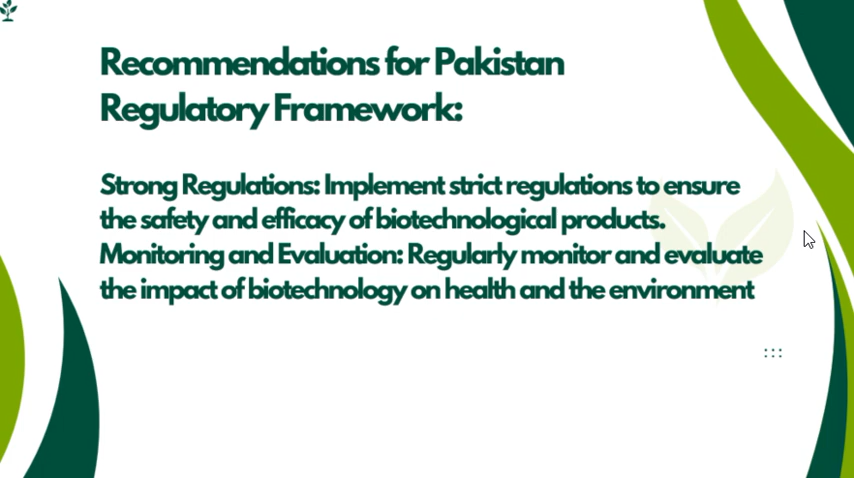 Recommendations for Pakistan
Regulatory Framework:
Strong Regulations: Implement strict regulations to ensure
the safety and efficacy of biotechnological products.
Monitoring and Evaluation: Regularly monitor and evaluate
the impact of biotechnology on health and the environment